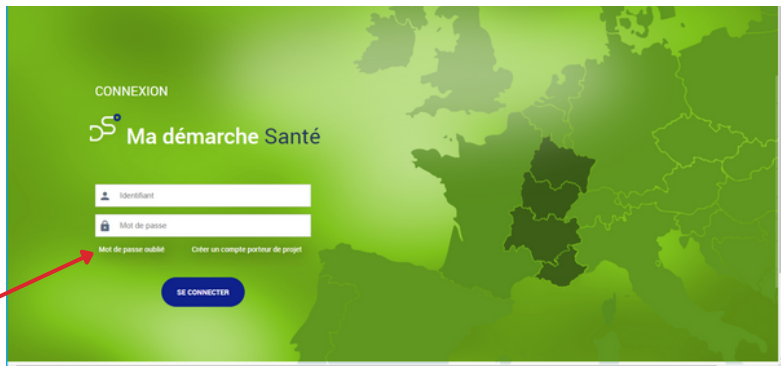 CONNEXION
Ma démarche Santé
Identifiant
Mot de passe
Mot de passe oublié Créer un compte porteur de projet
SE CONNECTER